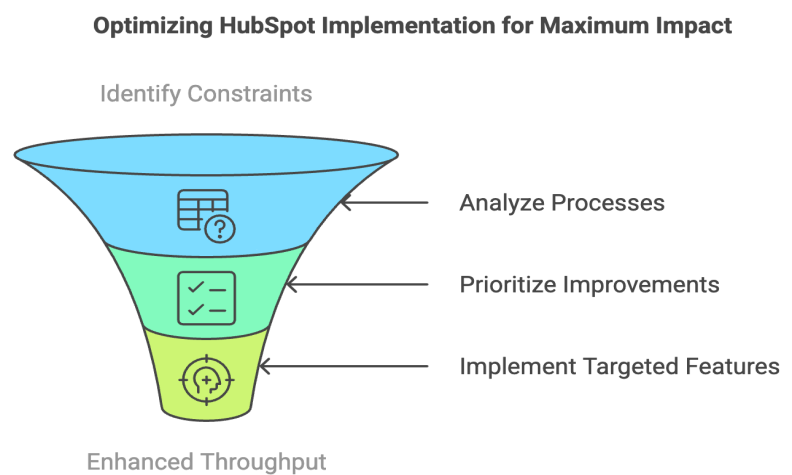 Optimizing HubSpot Implementation for Maximum Impact
Identify Constraints
?
Analyze Processes
Prioritize Improvements
Implement Targeted Features
Enhanced Throughput